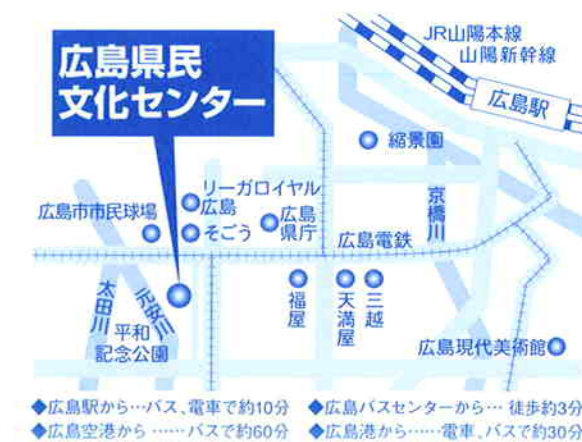 JR山陽本線
山陽新幹線
広島駅
広島県民
文化センター
縮景園
リーガロイヤル
広島
広島市市民球場
そごう
広島
県庁
広島電鉄
京橋川
太田川
元安川
平和
記念公園
福屋
天満屋
三越
広島現代美術館
◆広島駅から…バス、電車で約10分
◆広島バスセンターから… 徒歩約3分
◆広島空港から ……バスで約60分
◆広島港から……電車、バスで約30分